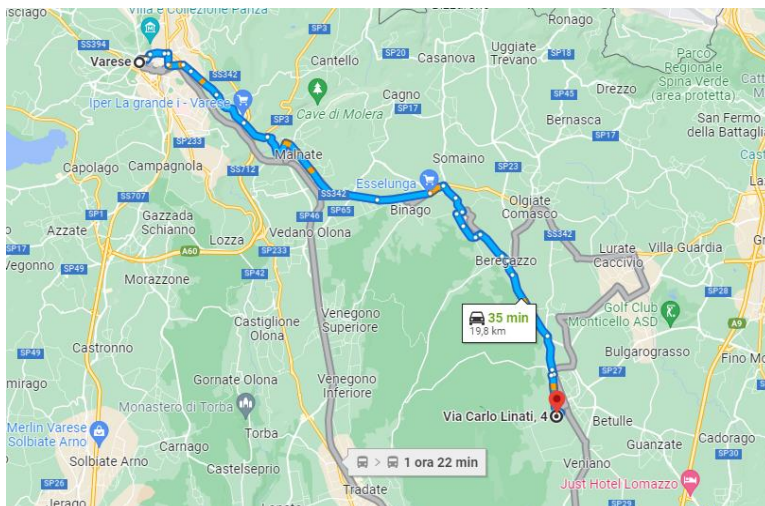 asciago
Villa e Collezione Panza
SS394
Varese
SP3
Cantello
SP20
Casanova
Uggiate
Trevano
SP18
Ronago
Parco
Regionale
Spina Verde
(area protetta)
SS342
Cagno
SP17
SP45
Drezzo
Iper La grande i - Varese
Cave di Molera
SP3
Bernasca
SP17
San Fermo
della Battaglia
SP233
Malnate
Somaino
SP23
Capolago
Campagnola
SS712
Esselunga
Olgiate
Comasco
SS707
SS342
SP46
SP65
Binago
SP1
Gazzada
Schianno
Azzate
Lozza
SP233
Vedano Olona
SS342
Lurate
Caccivio
Villa Guardia
SP17
A60
Vegonno
SP49
SP42
Beregazzo
Morazzone
SP28
35 min
19,8 km
Golf Club
Monticello ASD
A9
Venegono
Superiore
Castiglione
Olona
SP49
Castronno
Bulgarograsso
Fino Mo
mirago
Gornate Olona
Venegono
Inferiore
SP27
Monastero di Torba
Via Carlo Linati, 4
Betulle
Merlin Varese
Solbiate Arno
Torba
Carnago
Guanzate
Cadorago
SP30
Solbiate Arno
Castelseprio
1 ora 22 min
Veniano
SP26
Tradate
Just Hotel Lomazzo
Jerago
SP29